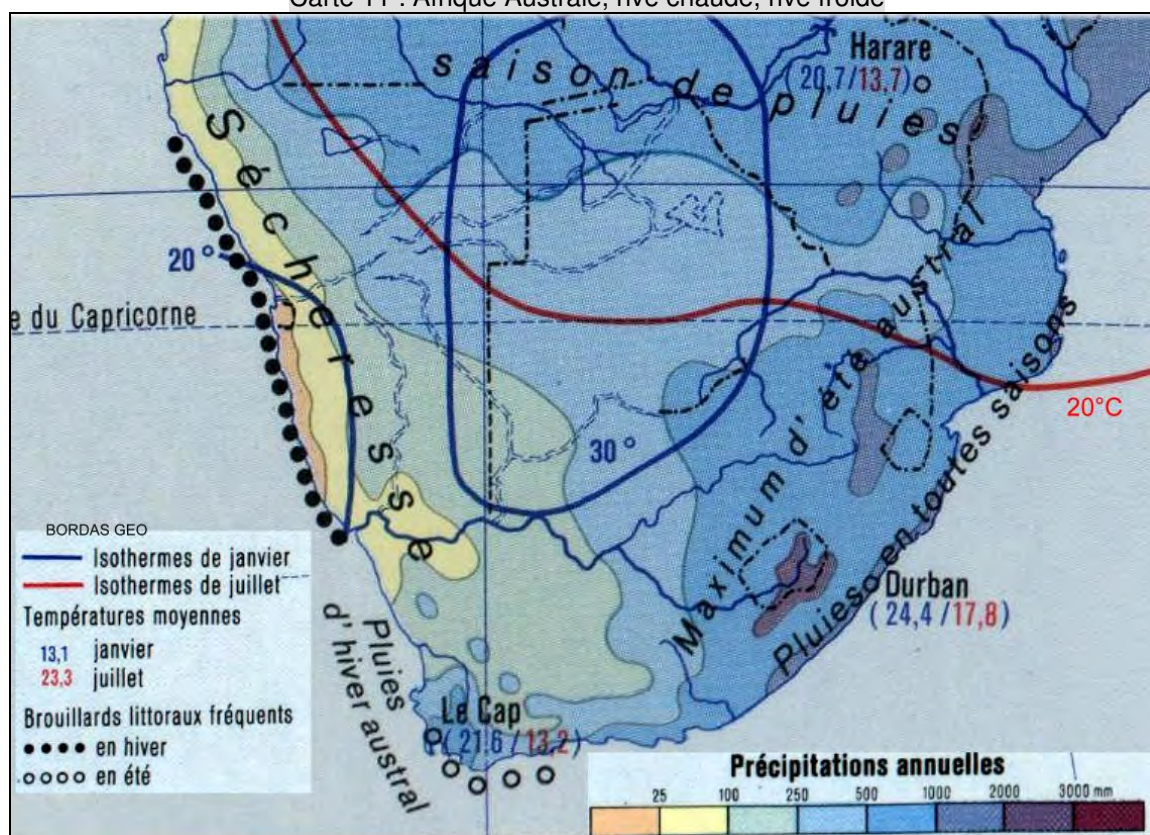 Carte 11 : Afrique Australe, rive chaude, rive froide
Harare
(20,7/13,7)
saison de pluies
Sécheresse
20°
e du Capricorne
Maximum d'été austral
20°C
30°
Pluies en toutes saisons
BORDAS GEO
Isothermes de janvier
Isothermes de juillet
Températures moyennes
13,1 janvier
23,3 juillet
Brouillards littoraux fréquents
en hiver
en été
Pluies
d'hiver austral
Durban
(24,4/17,8)
Le Cap
(21,6/13,2)
Précipitations annuelles
25 100 250 500 1000 2000 3000 mm